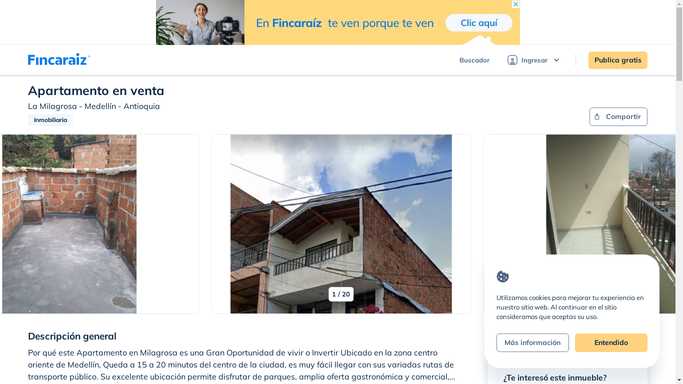 En Fincaraíz te ven porque te ven
Clic aquí
Fincaraiz
Buscador
Ingresar
Publica gratis
Apartamento en venta
La Milagrosa - Medellín - Antioquia
Inmobiliaria
Compartir
1 / 20
Utilizamos cookies para mejorar tu experiencia en
nuestro sitio web. Al continuar en el sitio
consideramos que aceptas su uso.
Más información
Entendido
Descripción general
Por qué este Apartamento en Milagrosa es una Gran Oportunidad de vivir o Invertir Ubicado en la zona centro
oriente de Medellín, Queda a 15 a 20 minutos del centro de la ciudad, es muy fácil llegar con sus variadas rutas de
transporte público. Su excelente ubicación permite disfrutar de parques, amplia oferta gastronómica y comercial,...
¿Te interesó este inmueble?